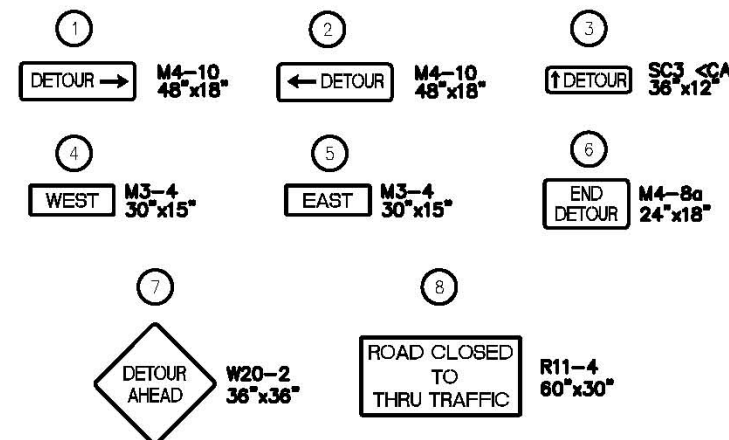 1
2
3
DETOUR → M4-10
48"x18"
← DETOUR M4-10
48"x18"
↑ DETOUR SC3 <CA
36"x12"
4
5
6
WEST M3-4
30"x15"
EAST M3-4
30"x15"
END
DETOUR
M4-8a
24"x18"
7
8
DETOUR
AHEAD
W20-2
36"x36"
ROAD CLOSED
TO
THRU TRAFFIC
R11-4
60"x30"